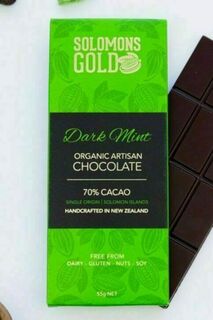 SOLOMONS
GOLD
Dark Mint
ORGANIC ARTISAN
CHOCOLATE
70% CACAO
SINGLE ORIGIN | SOLOMON ISLANDS
HANDCRAFTED IN NEW ZEALAND
FREE FROM
DAIRY - GLUTEN - NUTS - SOY
55g NET